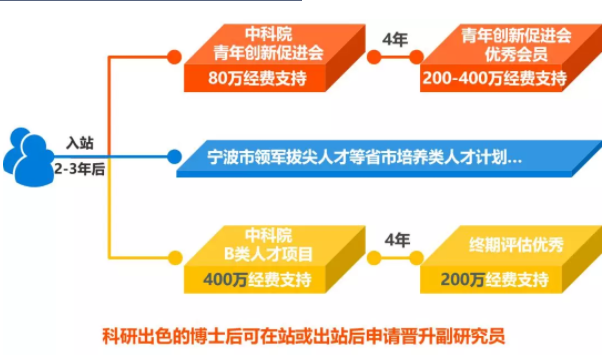 中科院
青年创新促进会
80万经费支持
4年
青年创新促进会
优秀会员
200-400万经费支持
入站
2-3年后
宁波市领军拔尖人才等省市培养类人才计划...
中科院
B类人才项目
400万经费支持
4年
终期评估优秀
200万经费支持
科研出色的博士后可在站或出站后申请晋升副研究员